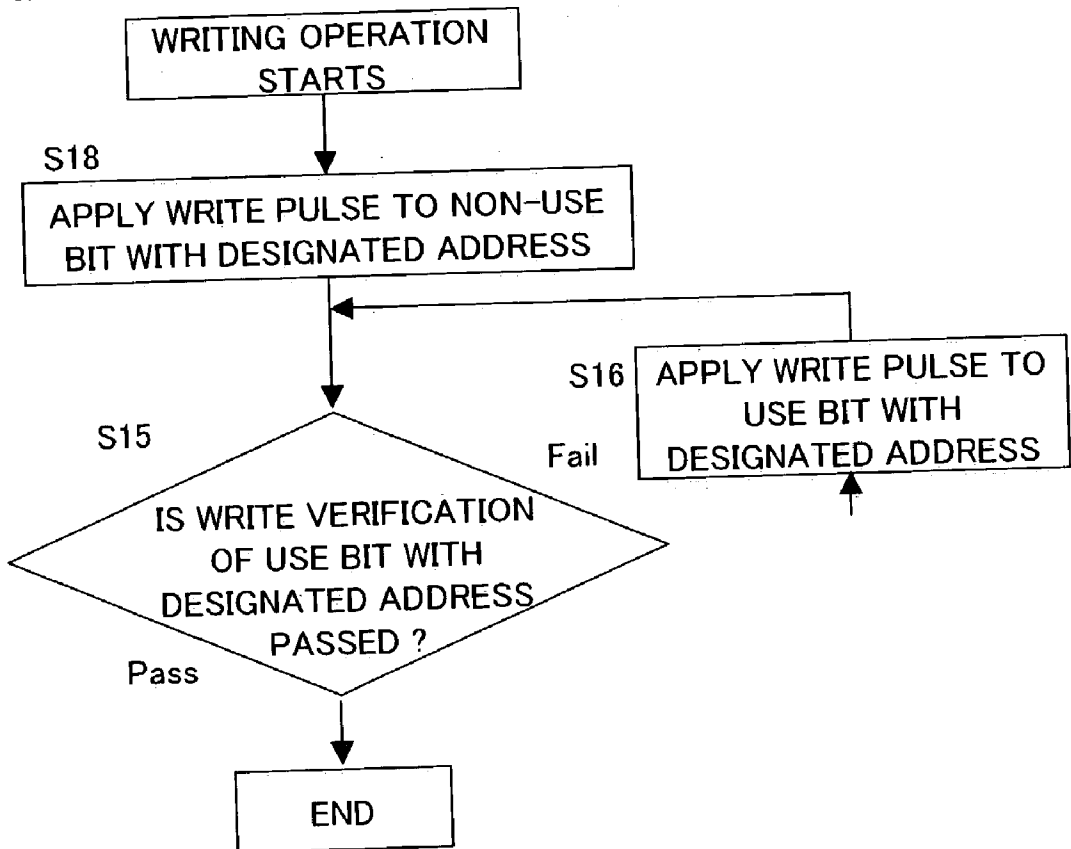 WRITING OPERATION
STARTS
S18
APPLY WRITE PULSE TO NON-USE
BIT WITH DESIGNATED ADDRESS
S16
APPLY WRITE PULSE TO
USE BIT WITH
DESIGNATED ADDRESS
S15
Fail
IS WRITE VERIFICATION
OF USE BIT WITH
DESIGNATED ADDRESS
PASSED ?
Pass
END